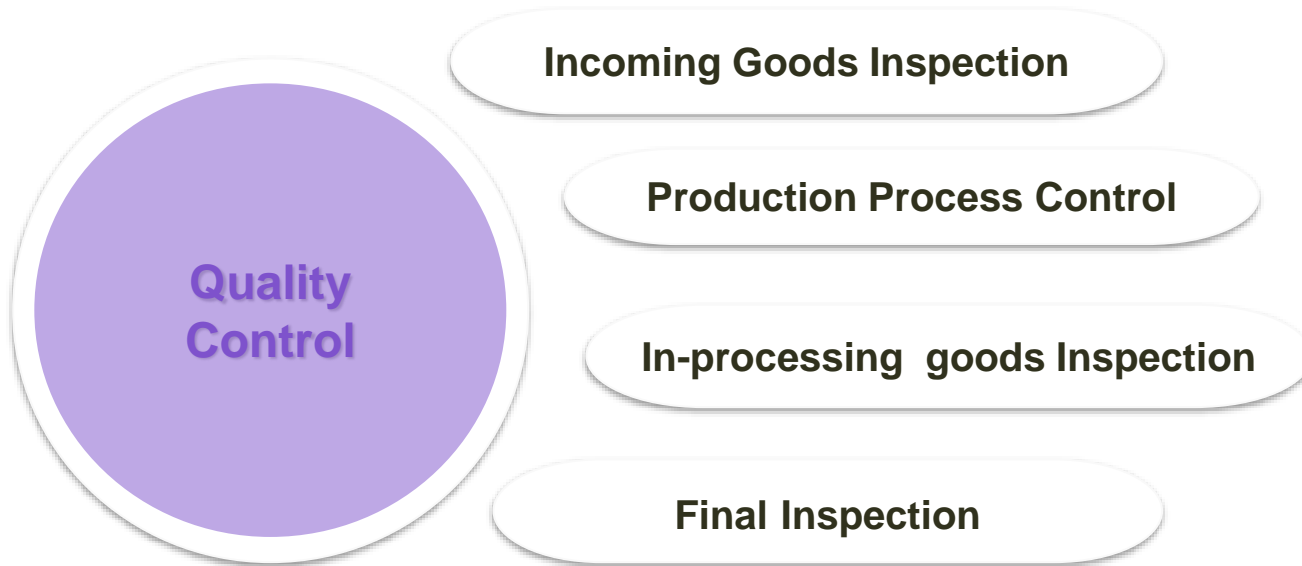 Incoming Goods Inspection
Production Process Control
Quality
Control
In-processing  goods Inspection
Final Inspection